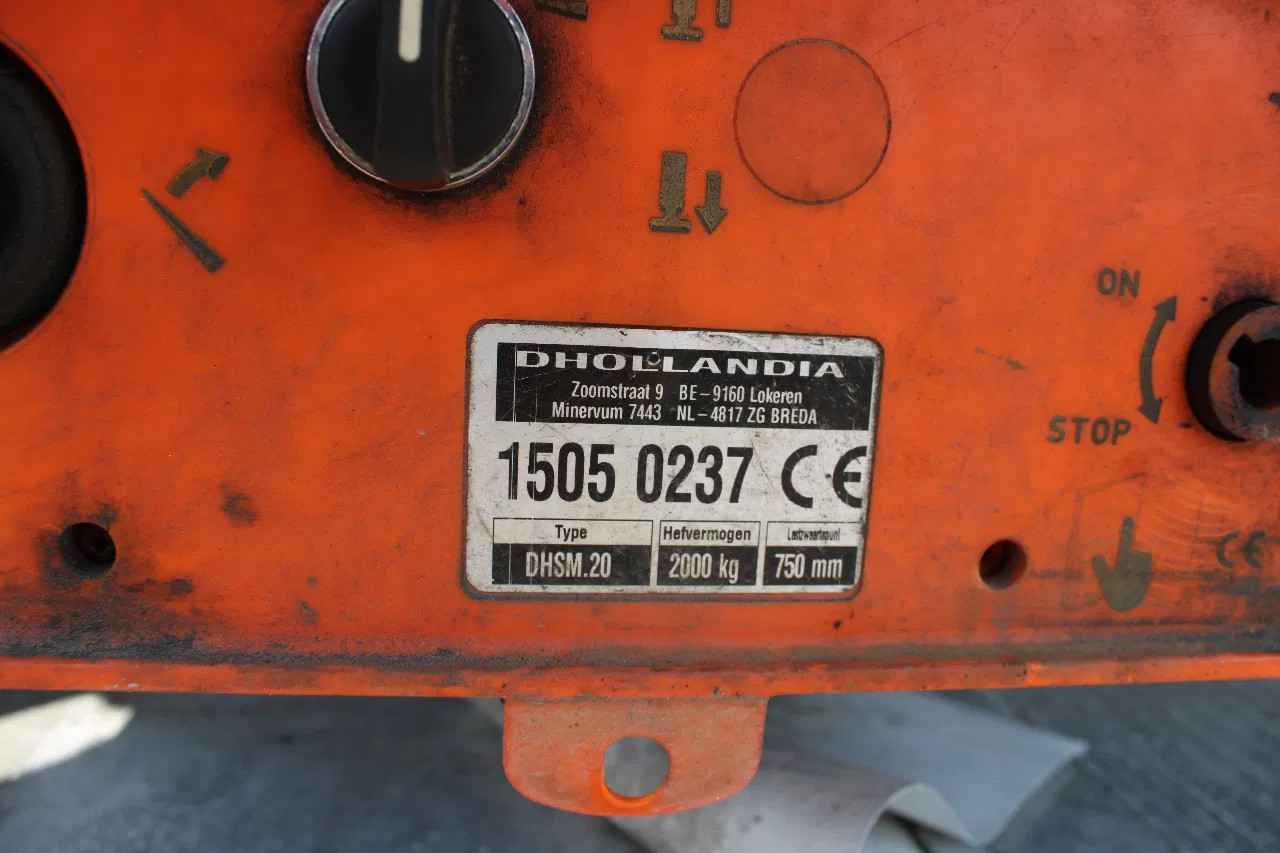 ON
STOP
DHOLLANDIA
Zoomstraat 9 BE-9160 Lokeren
Minervum 7443 NL-4817 ZG BREDA
1505 0237 CE
Type Hefvermogen Lastzwaartepunt
DHSM.20 2000 kg 750 mm
CE